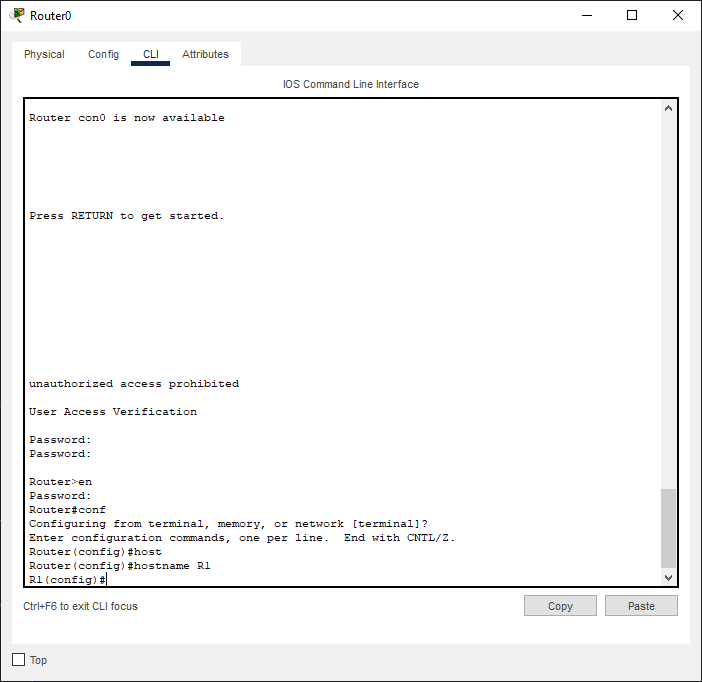 Router0
Physical Config CLI Attributes
IOS Command Line Interface
Router con0 is now available
Press RETURN to get started.
unauthorized access prohibited
User Access Verification
Password:
Password:
Router>en
Password:
Router#conf
Configuring from terminal, memory, or network [terminal]?
Enter configuration commands, one per line.  End with CNTL/Z.
Router(config)#host
Router(config)#hostname R1
R1(config)#
Ctrl+F6 to exit CLI focus
Copy Paste
Top